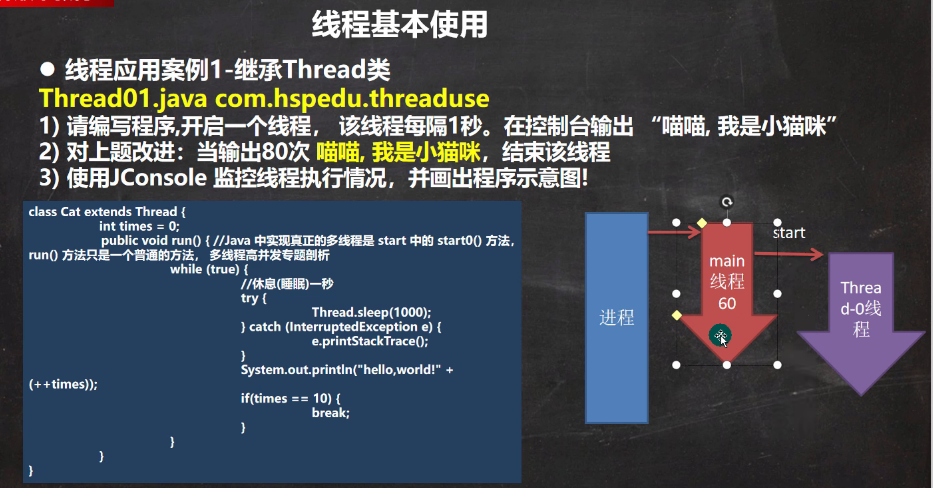 线程基本使用
● 线程应用案例1-继承Thread类
Thread01.java com.hspedu.threaduse
1) 请编写程序,开启一个线程， 该线程每隔1秒。在控制台输出 “喵喵, 我是小猫咪”
2) 对上题改进：当输出80次 喵喵, 我是小猫咪，结束该线程
3) 使用JConsole 监控线程执行情况，并画出程序示意图!
class Cat extends Thread {
int times = 0;
public void run() { //Java 中实现真正的多线程是 start 中的 start0() 方法，
run() 方法只是一个普通的方法， 多线程高并发专题剖析
while (true) {
//休息(睡眠)一秒
try {
Thread.sleep(1000);
} catch (InterruptedException e) {
e.printStackTrace();
}
System.out.println("hello,world!" +
(++times));
if(times == 10) {
break;
}
}
}
}
进程
main
线程
60
start
Threa
d-0线
程